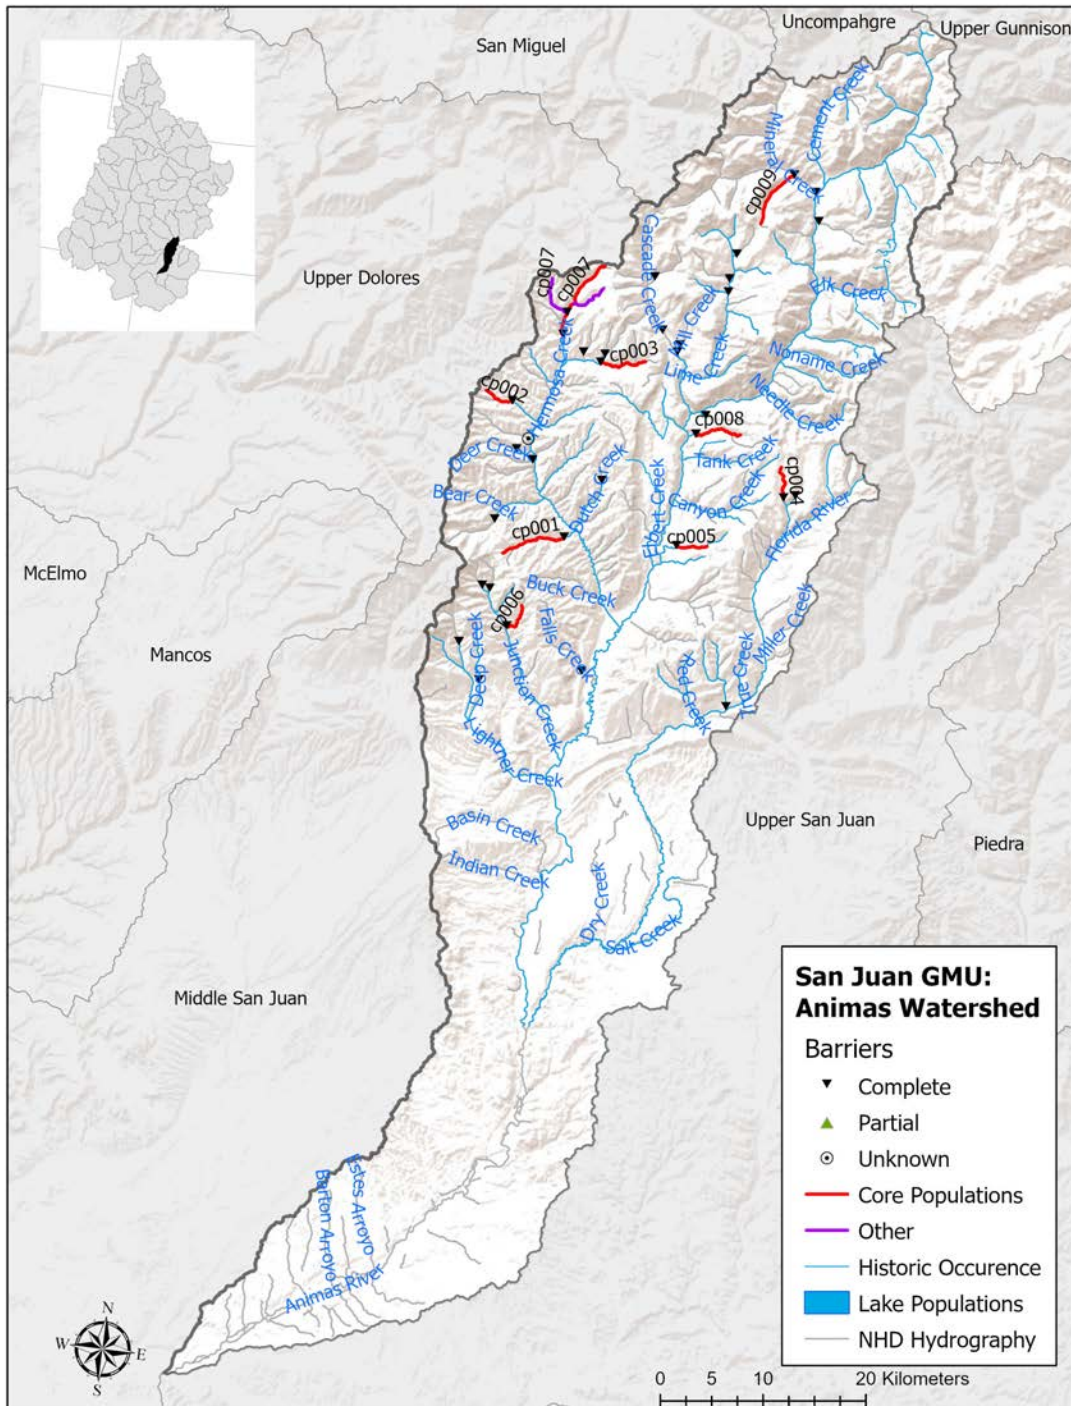 Uncompahgre
Upper Gunnison
San Miguel
Cement Creek
Mineral Creek
cp009
Cascade Creek
cp007
cp007
Upper Dolores
Elk Creek
Mill Creek
Hermosa Creek
cp003
Lime Creek
Noname Creek
cp002
Needle Creek
cp008
Deer Creek
Tank Creek
Dutch Creek
cp004
Bear Creek
Canyon Creek
Elbert Creek
Florida River
cp001
cp005
McElmo
Buck Creek
cp006
Falls Creek
Miller Creek
Mancos
Deep Creek
Junction Creek
Red Creek
True Creek
Lightner Creek
Basin Creek
Upper San Juan
Piedra
Indian Creek
Dry Creek
Salt Creek
Middle San Juan
San Juan GMU:
Animas Watershed
Barriers
Complete
Partial
Unknown
Core Populations
Other
Historic Occurence
Lake Populations
NHD Hydrography
Estes Arroyo
Barton Arroyo
Animas River
N
W
E
S
0 5 10 20 Kilometers